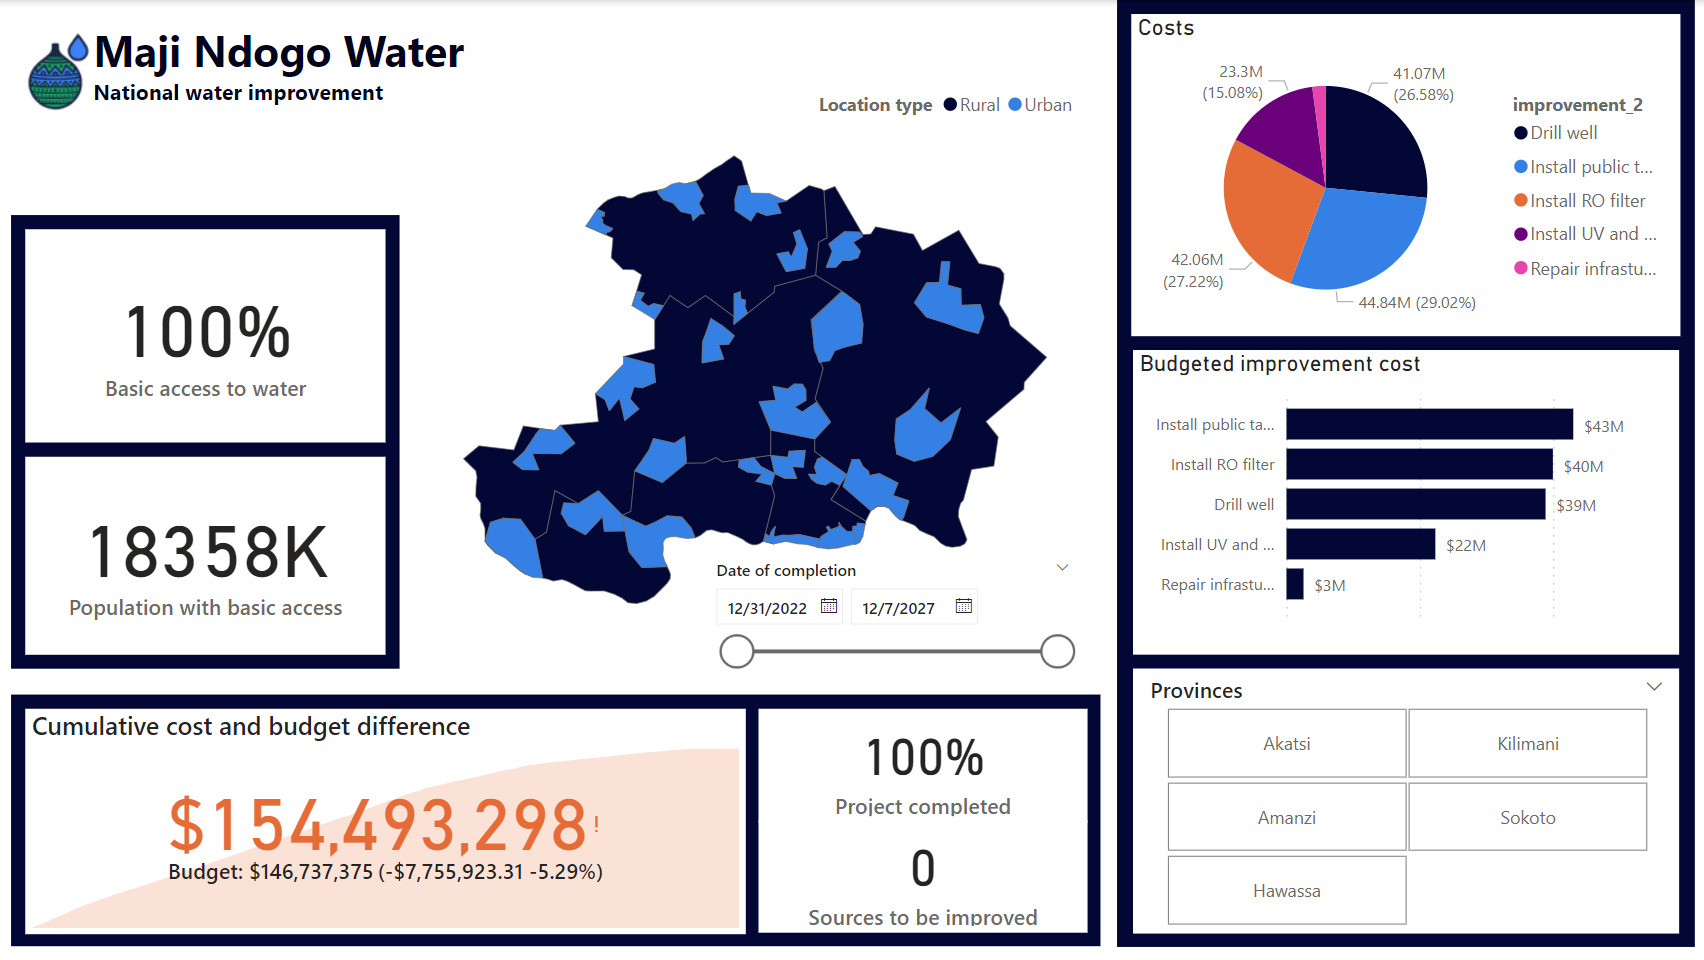 Maji Ndogo Water
National water improvement
Location type Rural Urban
100%
Basic access to water
18358K
Population with basic access
Date of completion
12/31/2022 12/7/2027
Cumulative cost and budget difference
$154,493,298!
Budget: $146,737,375 (-$7,755,923.31 -5.29%)
100%
Project completed
0
Sources to be improved
Costs
23.3M
(15.08%)
41.07M
(26.58%)
42.06M
(27.22%)
44.84M (29.02%)
improvement_2
Drill well
Install public t...
Install RO filter
Install UV and ...
Repair infrastu...
Budgeted improvement cost
Install public ta... $43M
Install RO filter $40M
Drill well $39M
Install UV and ... $22M
Repair infrastu... $3M
Provinces
Akatsi Kilimani
Amanzi Sokoto
Hawassa